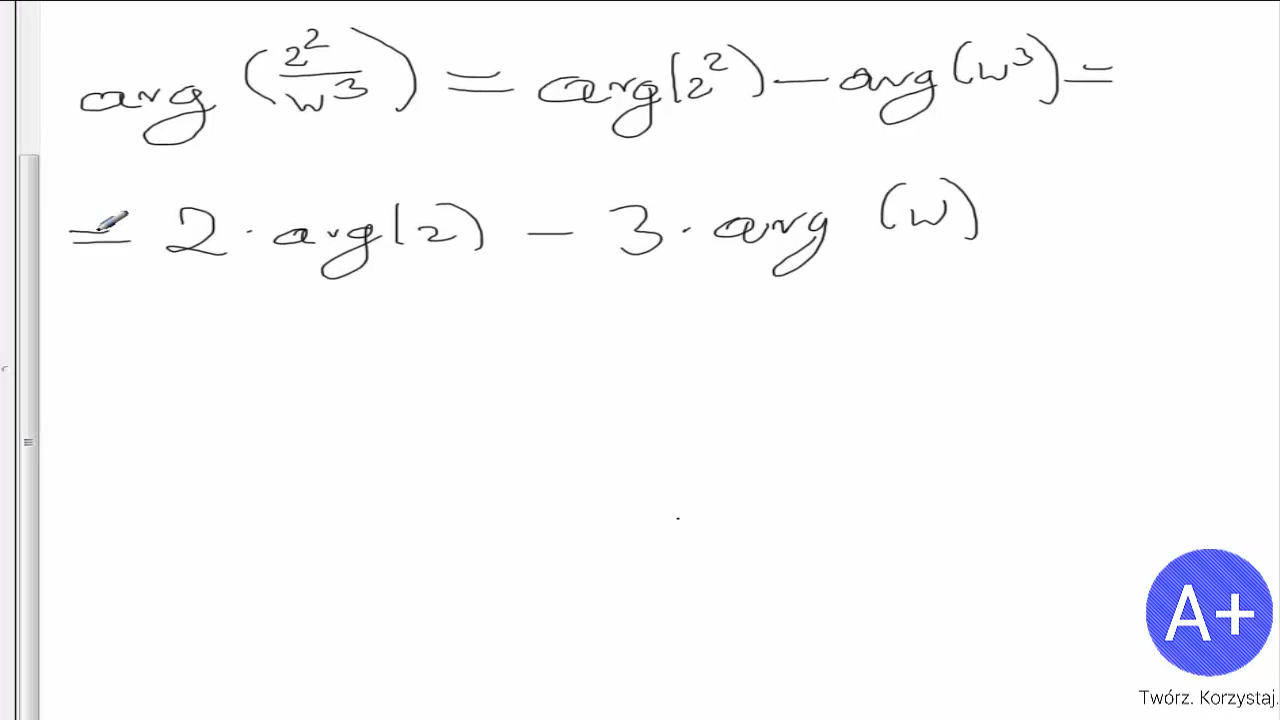 arg (z²/w³) = arg(z²) − arg(w³) =
= 2 · arg(z) − 3 · arg (w)
A+
Twórz. Korzystaj.